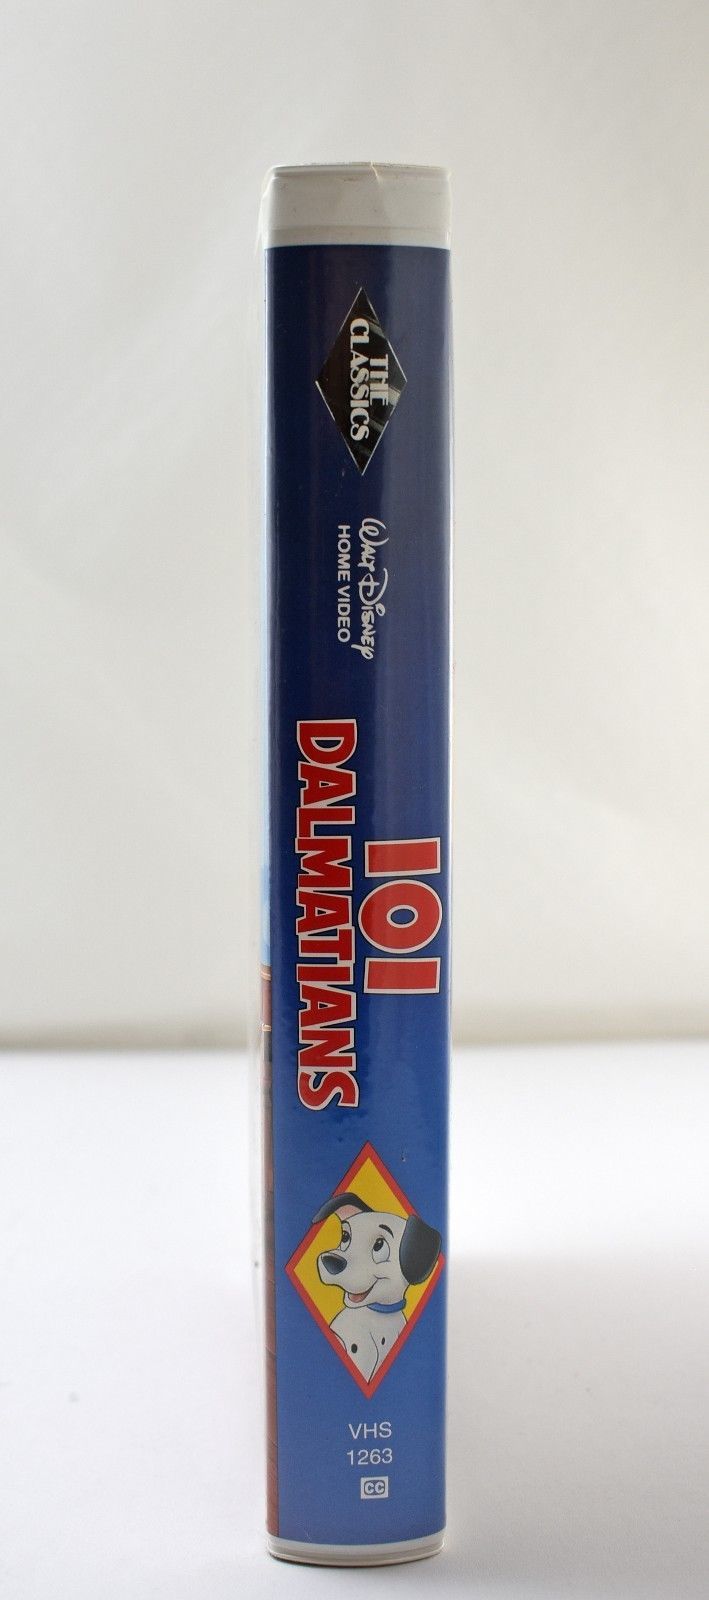 THE
CLASSICS
WALT DISNEY
HOME VIDEO
101
DALMATIANS
VHS
1263
CC